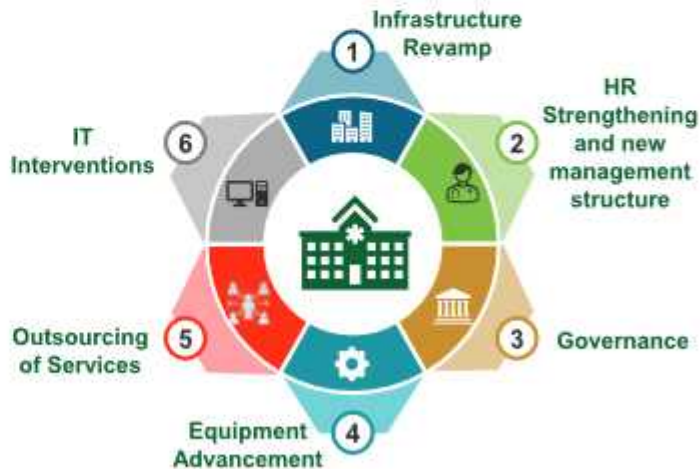 1
Infrastructure
Revamp
2
HR
Strengthening
and new
management
structure
3
Governance
4
Equipment
Advancement
5
Outsourcing
of Services
6
IT
Interventions